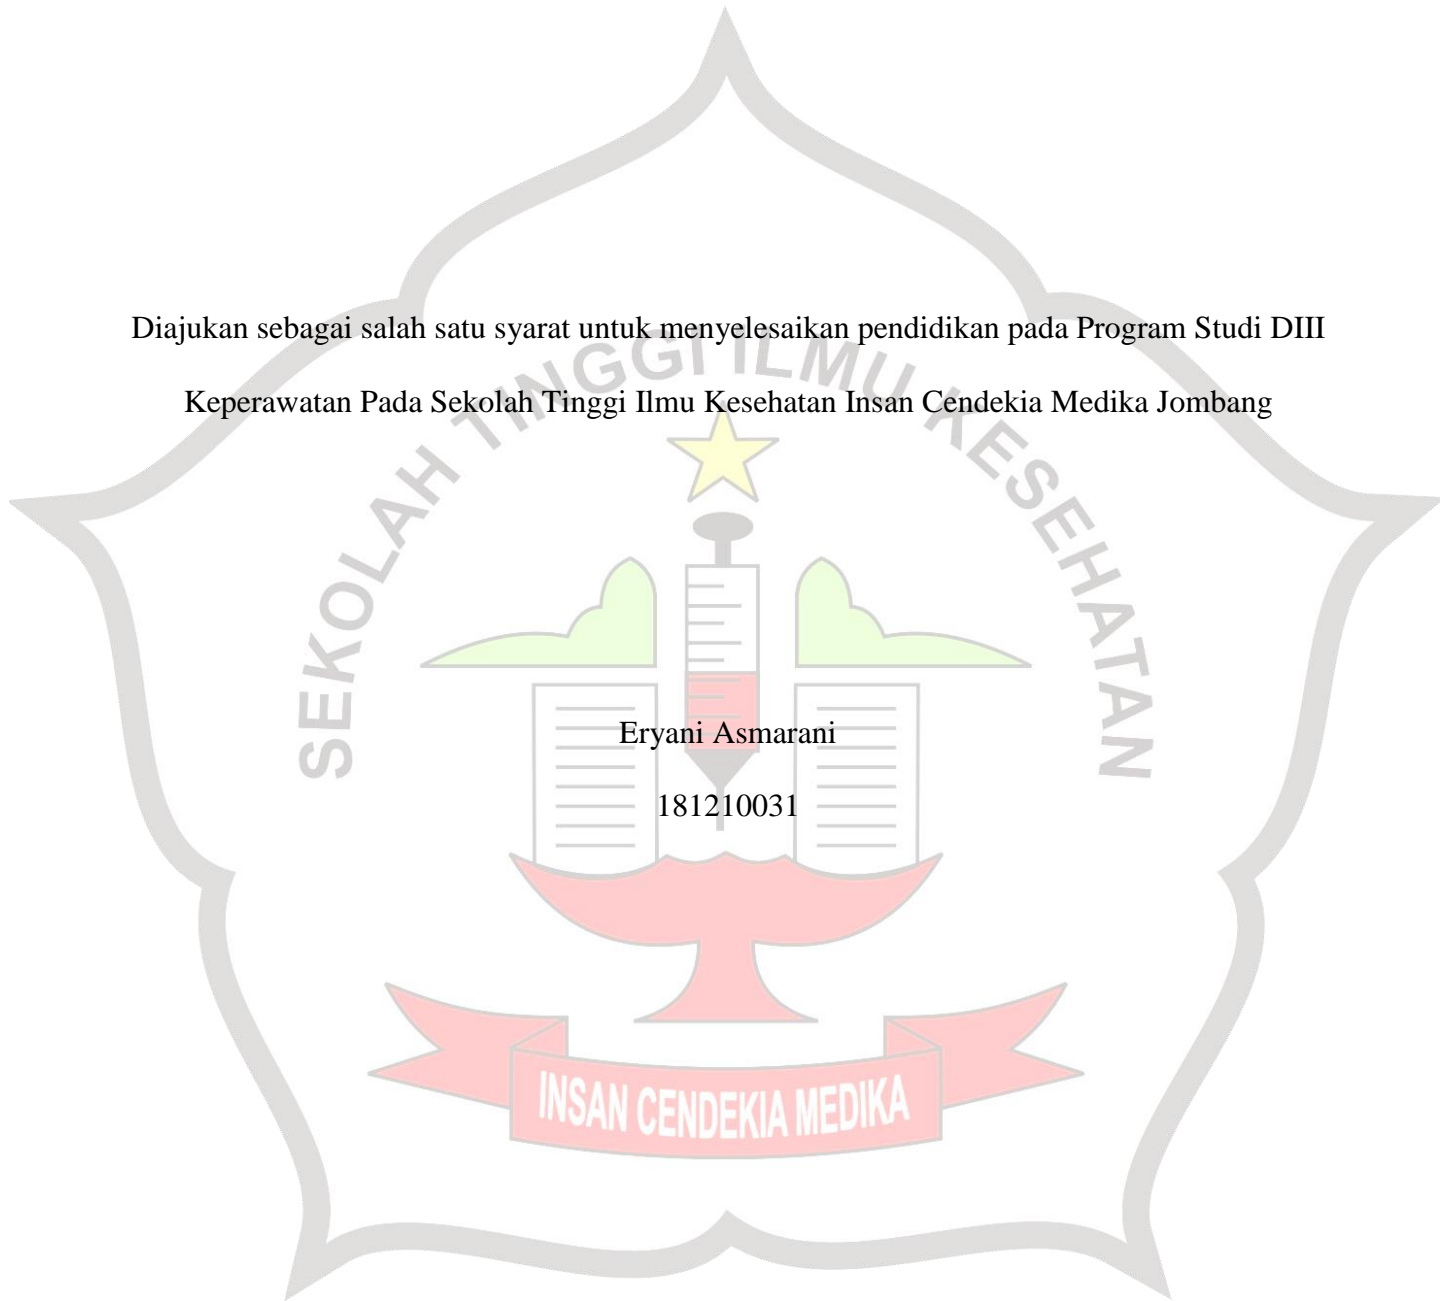 Diajukan sebagai salah satu syarat untuk menyelesaikan pendidikan pada Program Studi DIII
Keperawatan Pada Sekolah Tinggi Ilmu Kesehatan Insan Cendekia Medika Jombang
SEKOLAH TINGGI ILMU KESEHATAN
Eryani Asmarani
181210031
INSAN CENDEKIA MEDIKA